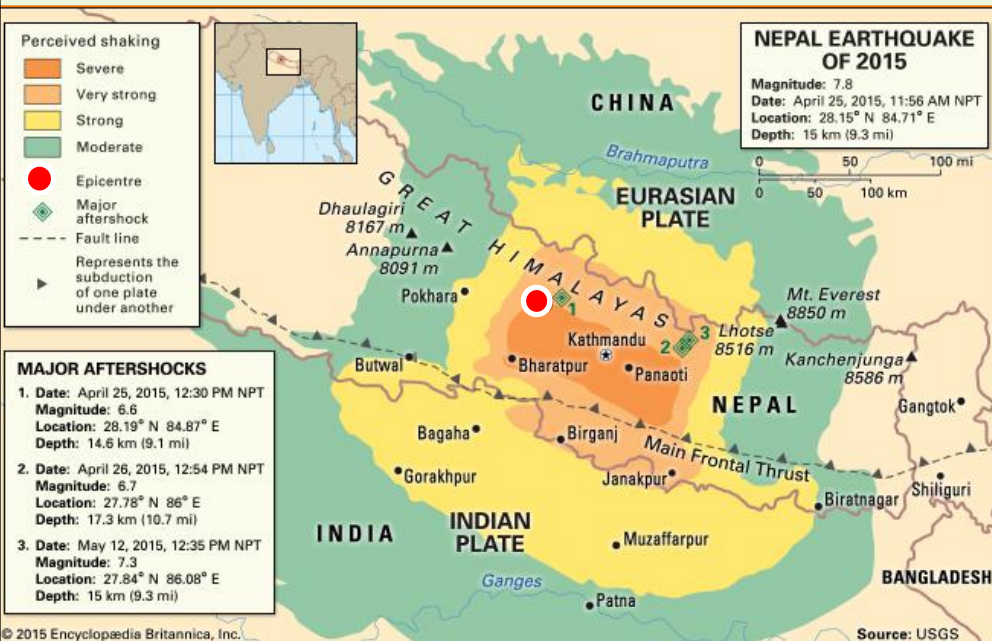 Perceived shaking
Severe
Very strong
Strong
Moderate
Epicentre
Major
aftershock
Fault line
Represents the
subduction
of one plate
under another
NEPAL EARTHQUAKE
OF 2015
Magnitude: 7.8
Date: April 25, 2015, 11:56 AM NPT
Location: 28.15° N 84.71° E
Depth: 15 km (9.3 mi)
0 50 100 mi
0 50 100 km
CHINA
Brahmaputra
EURASIAN
PLATE
GREAT HIMALAYAS
Dhaulagiri
8167 m
Annapurna
8091 m
Pokhara
1
Mt. Everest
8850 m
Kathmandu
2
3
Lhotse
8516 m
Kanchenjunga
8586 m
Butwal
Bharatpur
Panaoti
NEPAL
Gangtok
Bagaha
Birganj
Main Frontal Thrust
Gorakhpur
Janakpur
Biratnagar
Shiliguri
INDIA
INDIAN
PLATE
Muzaffarpur
Ganges
BANGLADESH
Patna
MAJOR AFTERSHOCKS
1. Date: April 25, 2015, 12:30 PM NPT
Magnitude: 6.6
Location: 28.19° N 84.87° E
Depth: 14.6 km (9.1 mi)
2. Date: April 26, 2015, 12:54 PM NPT
Magnitude: 6.7
Location: 27.78° N 86° E
Depth: 17.3 km (10.7 mi)
3. Date: May 12, 2015, 12:35 PM NPT
Magnitude: 7.3
Location: 27.84° N 86.08° E
Depth: 15 km (9.3 mi)
© 2015 Encyclopædia Britannica, Inc.
Source: USGS